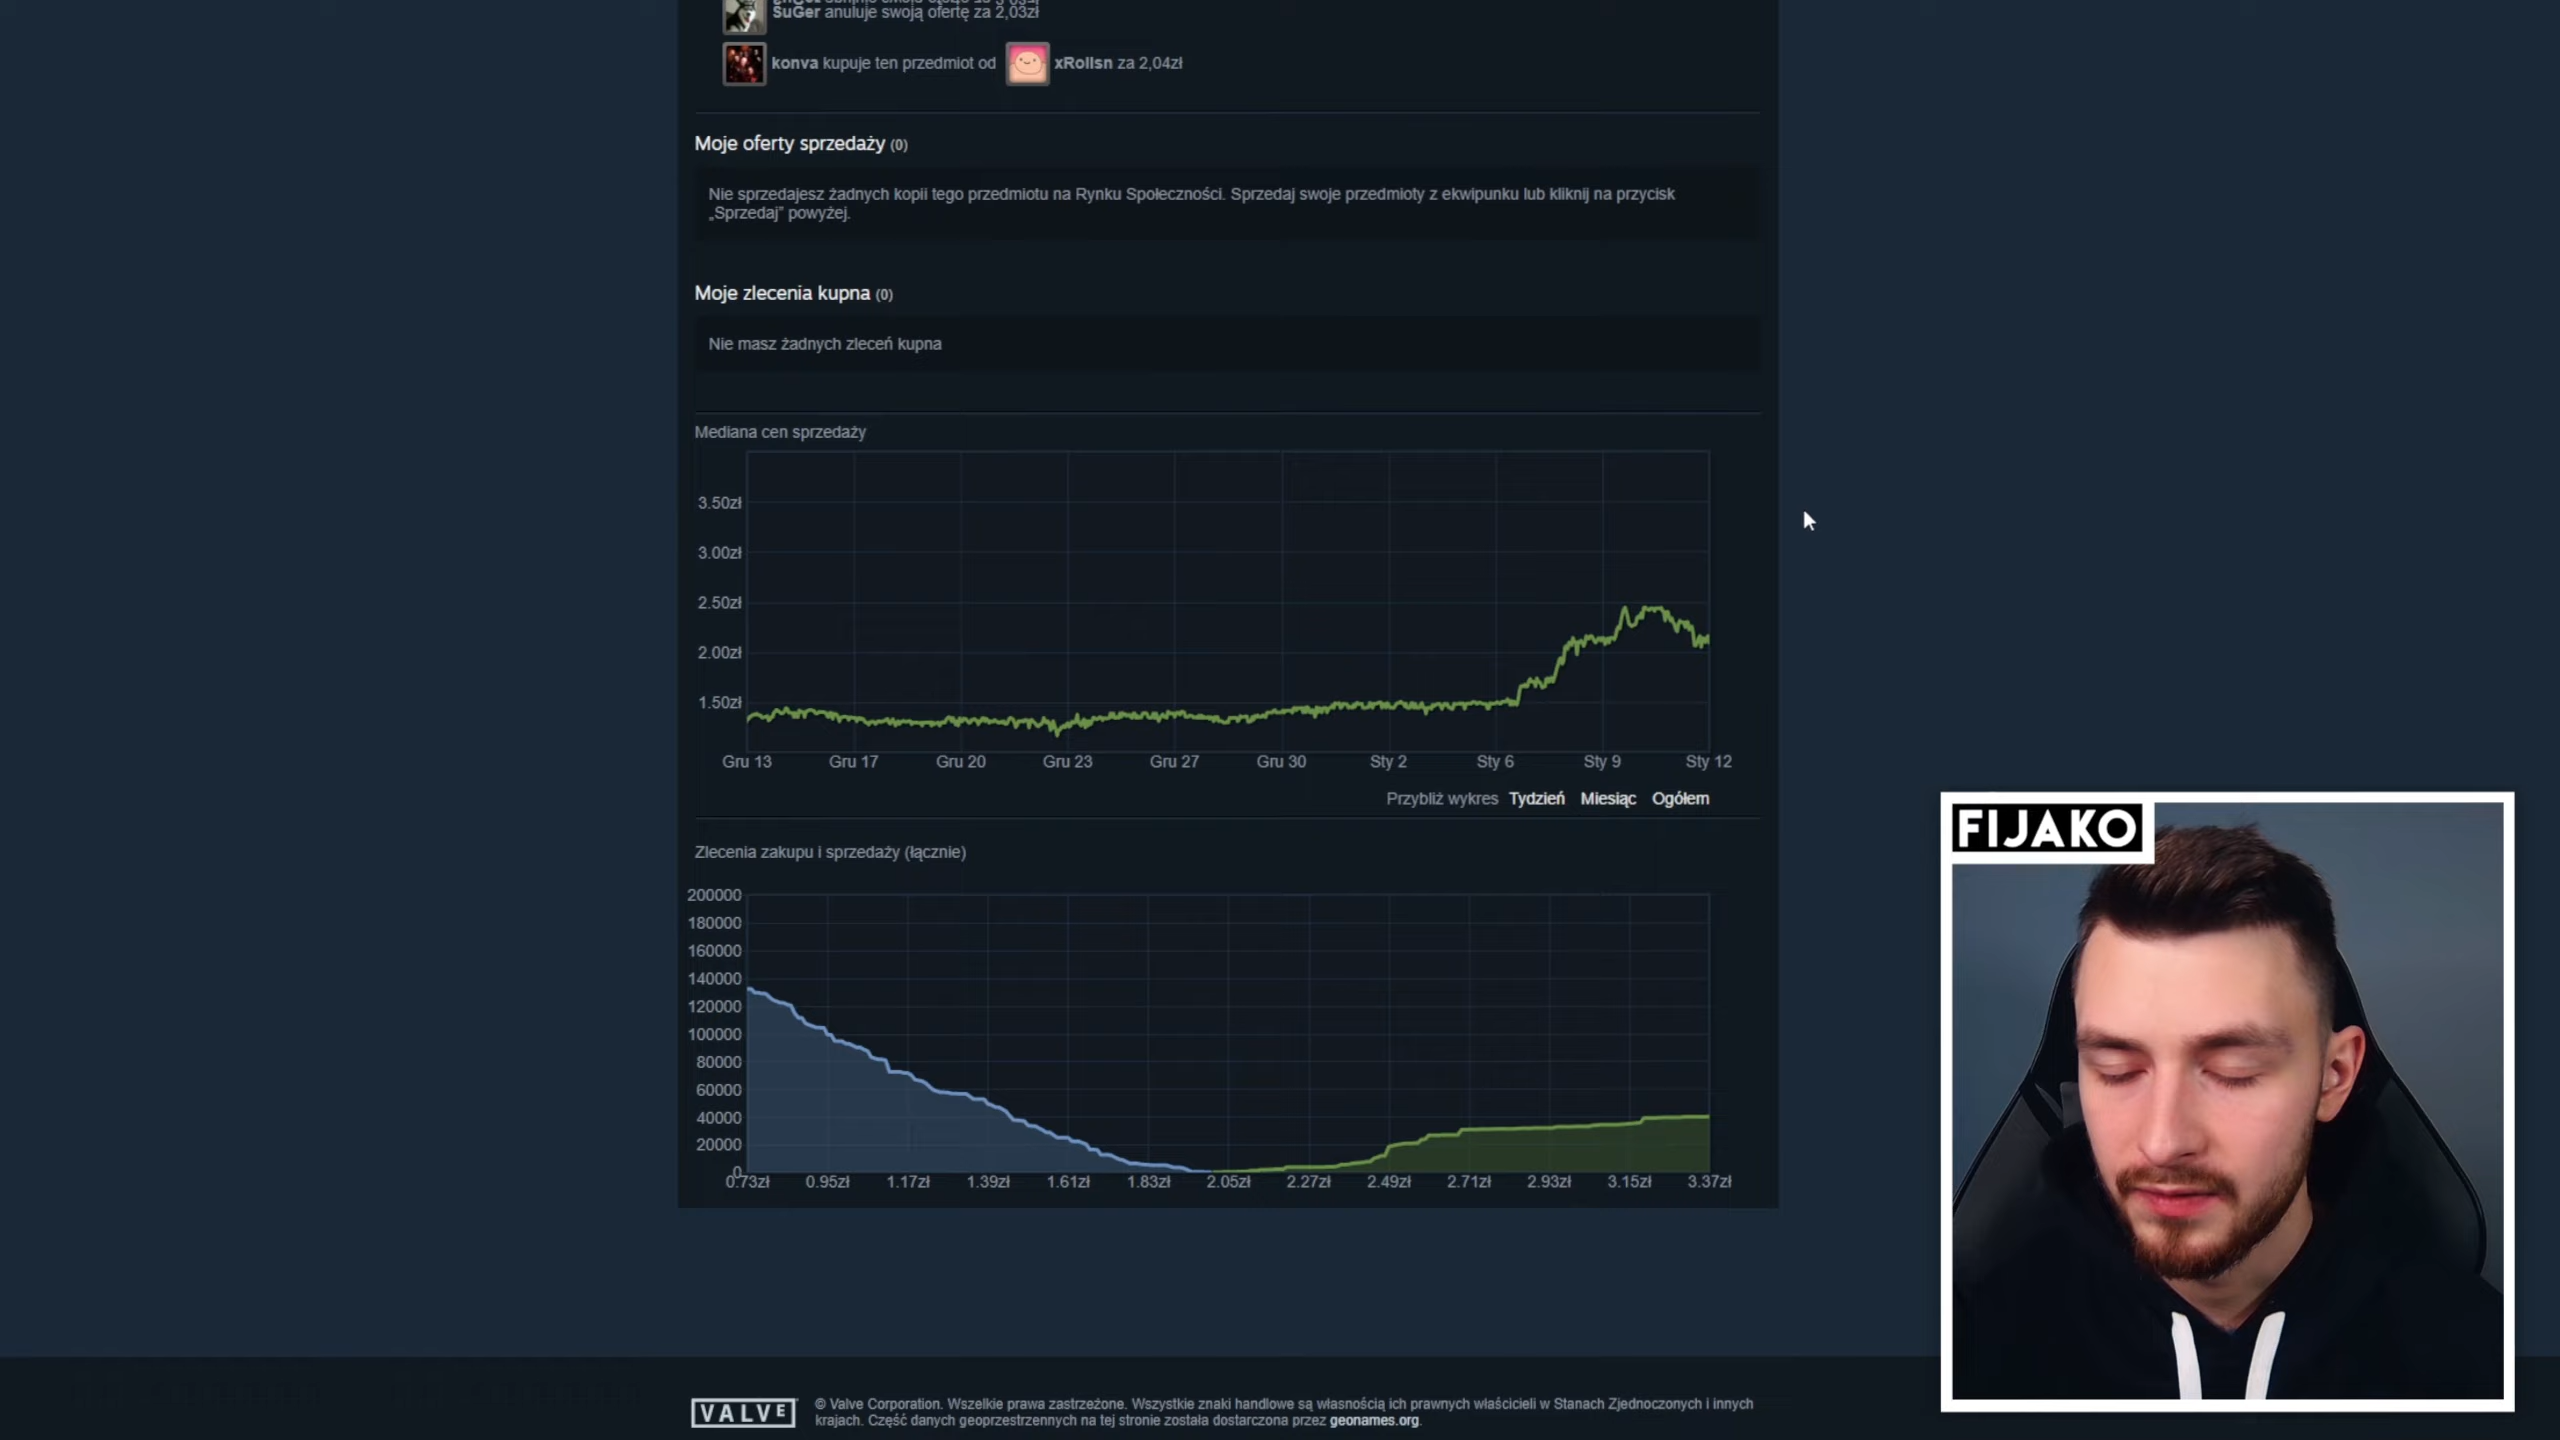 SuGer anuluje swoją ofertę za 2,03zł
konva kupuje ten przedmiot od xRollsn za 2,04zł
Moje oferty sprzedaży (0)
Nie sprzedajesz żadnych kopii tego przedmiotu na Rynku Społeczności. Sprzedaj swoje przedmioty z ekwipunku lub kliknij na przycisk
„Sprzedaj” powyżej.
Moje zlecenia kupna (0)
Nie masz żadnych zleceń kupna
Mediana cen sprzedaży
3.50zł
3.00zł
2.50zł
2.00zł
1.50zł
Gru 13 Gru 17 Gru 20 Gru 23 Gru 27 Gru 30 Sty 2 Sty 6 Sty 9 Sty 12
Przybliż wykres Tydzień Miesiąc Ogółem
Zlecenia zakupu i sprzedaży (łącznie)
200000
180000
160000
140000
120000
100000
80000
60000
40000
20000
0
0.73zł 0.95zł 1.17zł 1.39zł 1.61zł 1.83zł 2.05zł 2.27zł 2.49zł 2.71zł 2.93zł 3.15zł 3.37zł
FIJAKO
VALVE
© Valve Corporation. Wszelkie prawa zastrzeżone. Wszystkie znaki handlowe są własnością ich prawnych właścicieli w Stanach Zjednoczonych i innych
krajach. Część danych geoprzestrzennych na tej stronie została dostarczona przez geonames.org.